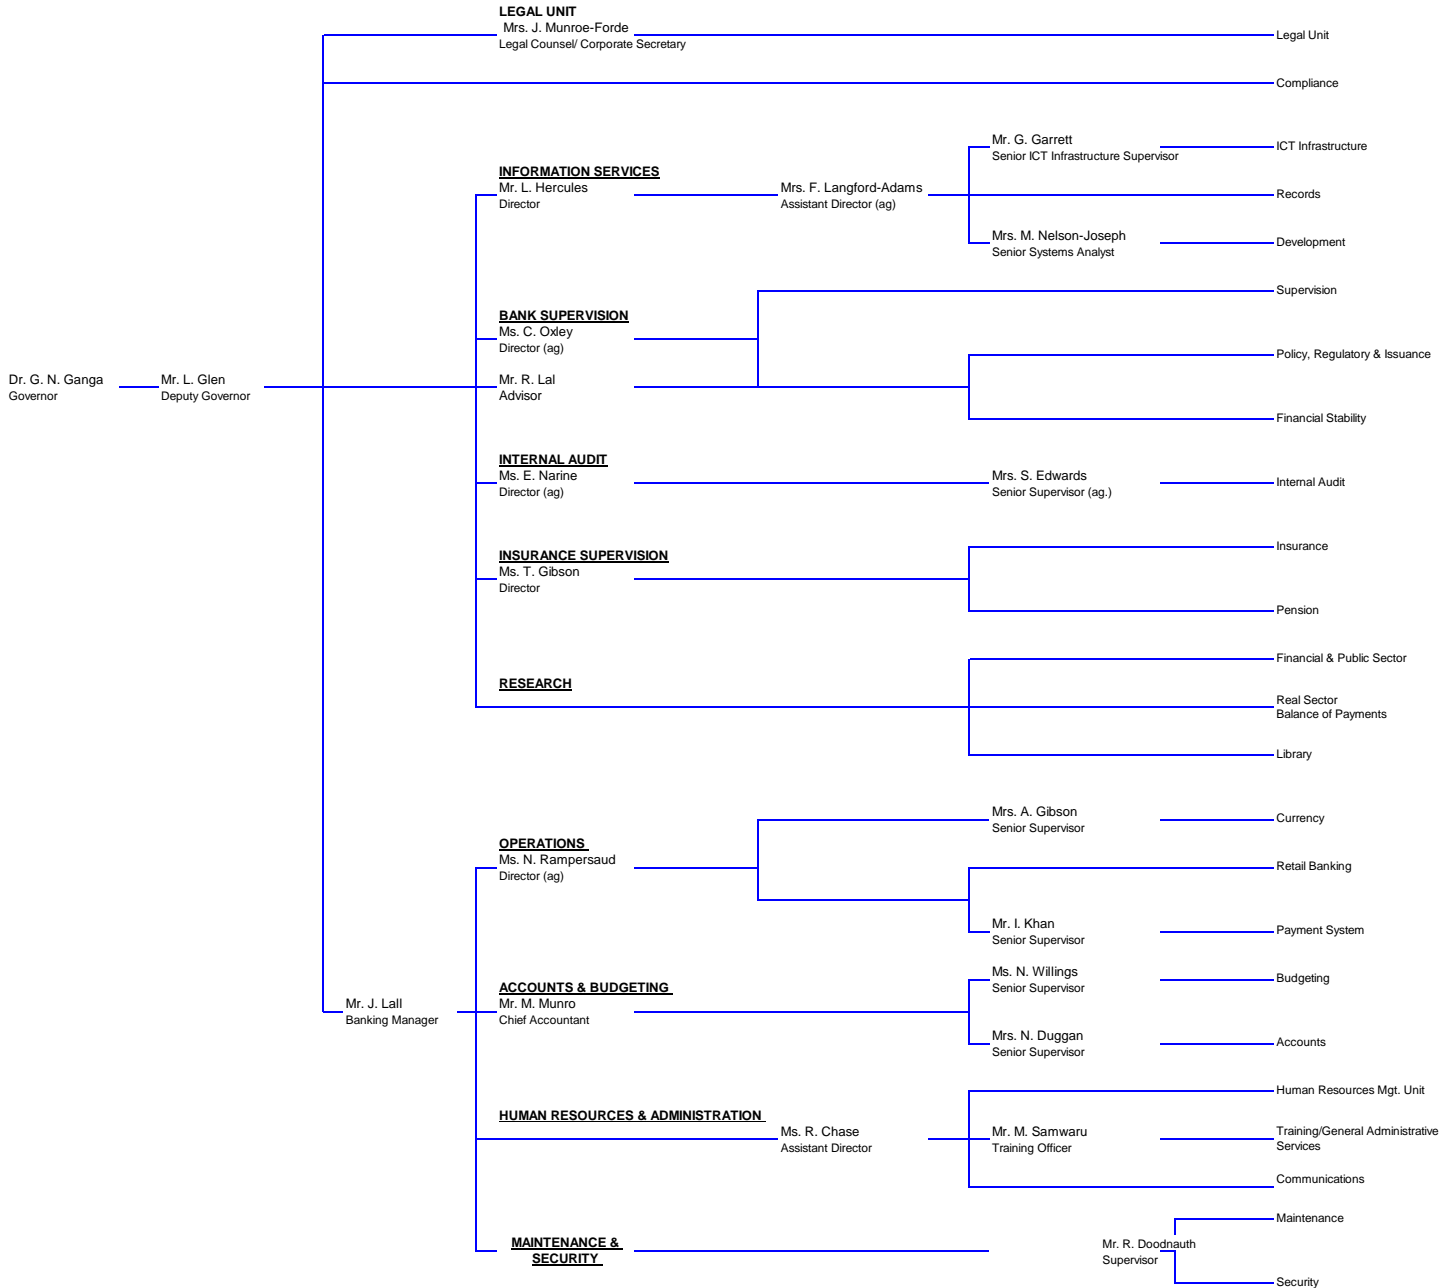 LEGAL UNIT
Mrs. J. Munroe-Forde
Legal Counsel/ Corporate Secretary
Legal Unit
Compliance
INFORMATION SERVICES
Mr. L. Hercules
Director
Mrs. F. Langford-Adams
Assistant Director (ag)
Mr. G. Garrett
Senior ICT Infrastructure Supervisor
ICT Infrastructure
Records
Mrs. M. Nelson-Joseph
Senior Systems Analyst
Development
BANK SUPERVISION
Ms. C. Oxley
Director (ag)
Supervision
Dr. G. N. Ganga
Governor
Mr. L. Glen
Deputy Governor
Mr. R. Lal
Advisor
Policy, Regulatory & Issuance
Financial Stability
INTERNAL AUDIT
Ms. E. Narine
Director (ag)
Mrs. S. Edwards
Senior Supervisor (ag.)
Internal Audit
INSURANCE SUPERVISION
Ms. T. Gibson
Director
Insurance
Pension
RESEARCH
Financial & Public Sector
Real Sector
Balance of Payments
Library
OPERATIONS
Ms. N. Rampersaud
Director (ag)
Mrs. A. Gibson
Senior Supervisor
Currency
Retail Banking
Mr. I. Khan
Senior Supervisor
Payment System
Mr. J. Lall
Banking Manager
ACCOUNTS & BUDGETING
Mr. M. Munro
Chief Accountant
Ms. N. Willings
Senior Supervisor
Budgeting
Mrs. N. Duggan
Senior Supervisor
Accounts
HUMAN RESOURCES & ADMINISTRATION
Ms. R. Chase
Assistant Director
Human Resources Mgt. Unit
Mr. M. Samwaru
Training Officer
Training/General Administrative
Services
Communications
MAINTENANCE &
SECURITY
Mr. R. Doodnauth
Supervisor
Maintenance
Security